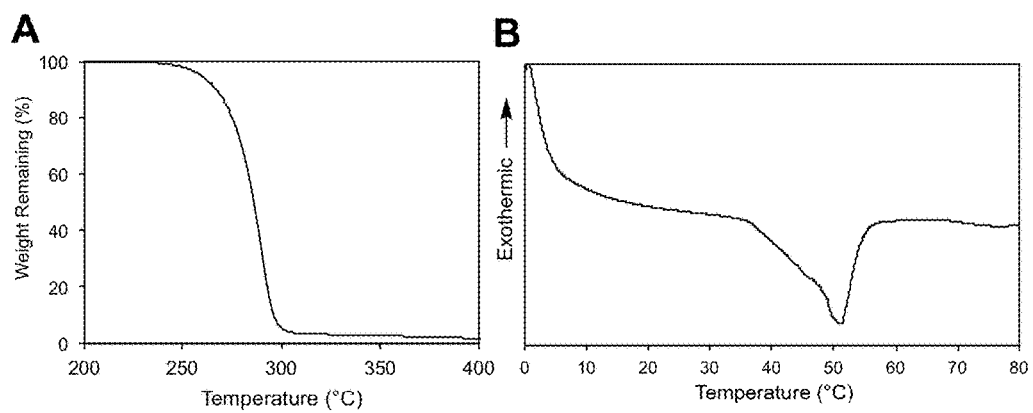 A
100
80
60
40
20
0
Weight Remaining (%)
200 250 300 350 400
Temperature (°C)
B
Exothermic
0 10 20 30 40 50 60 70 80
Temperature (°C)